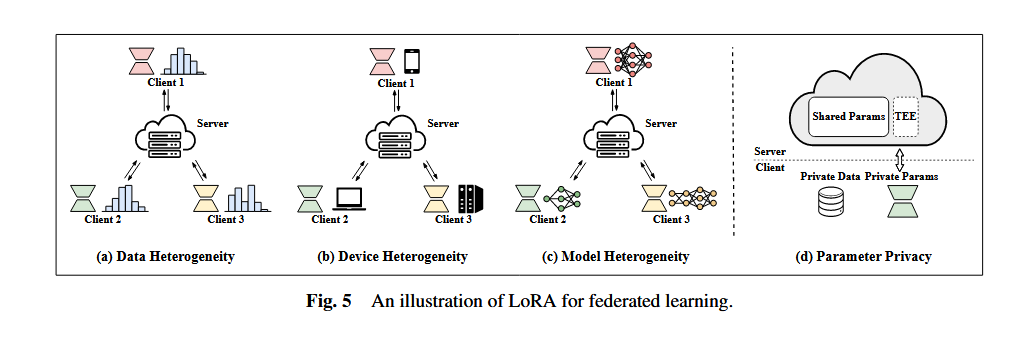 Client 1
Server
Client 2
Client 3
(a) Data Heterogeneity
Client 1
Server
Client 2
Client 3
(b) Device Heterogeneity
Client 1
Server
Client 2
Client 3
(c) Model Heterogeneity
Shared Params
TEE
Server
Client
Private Data
Private Params
(d) Parameter Privacy
Fig. 5 An illustration of LoRA for federated learning.